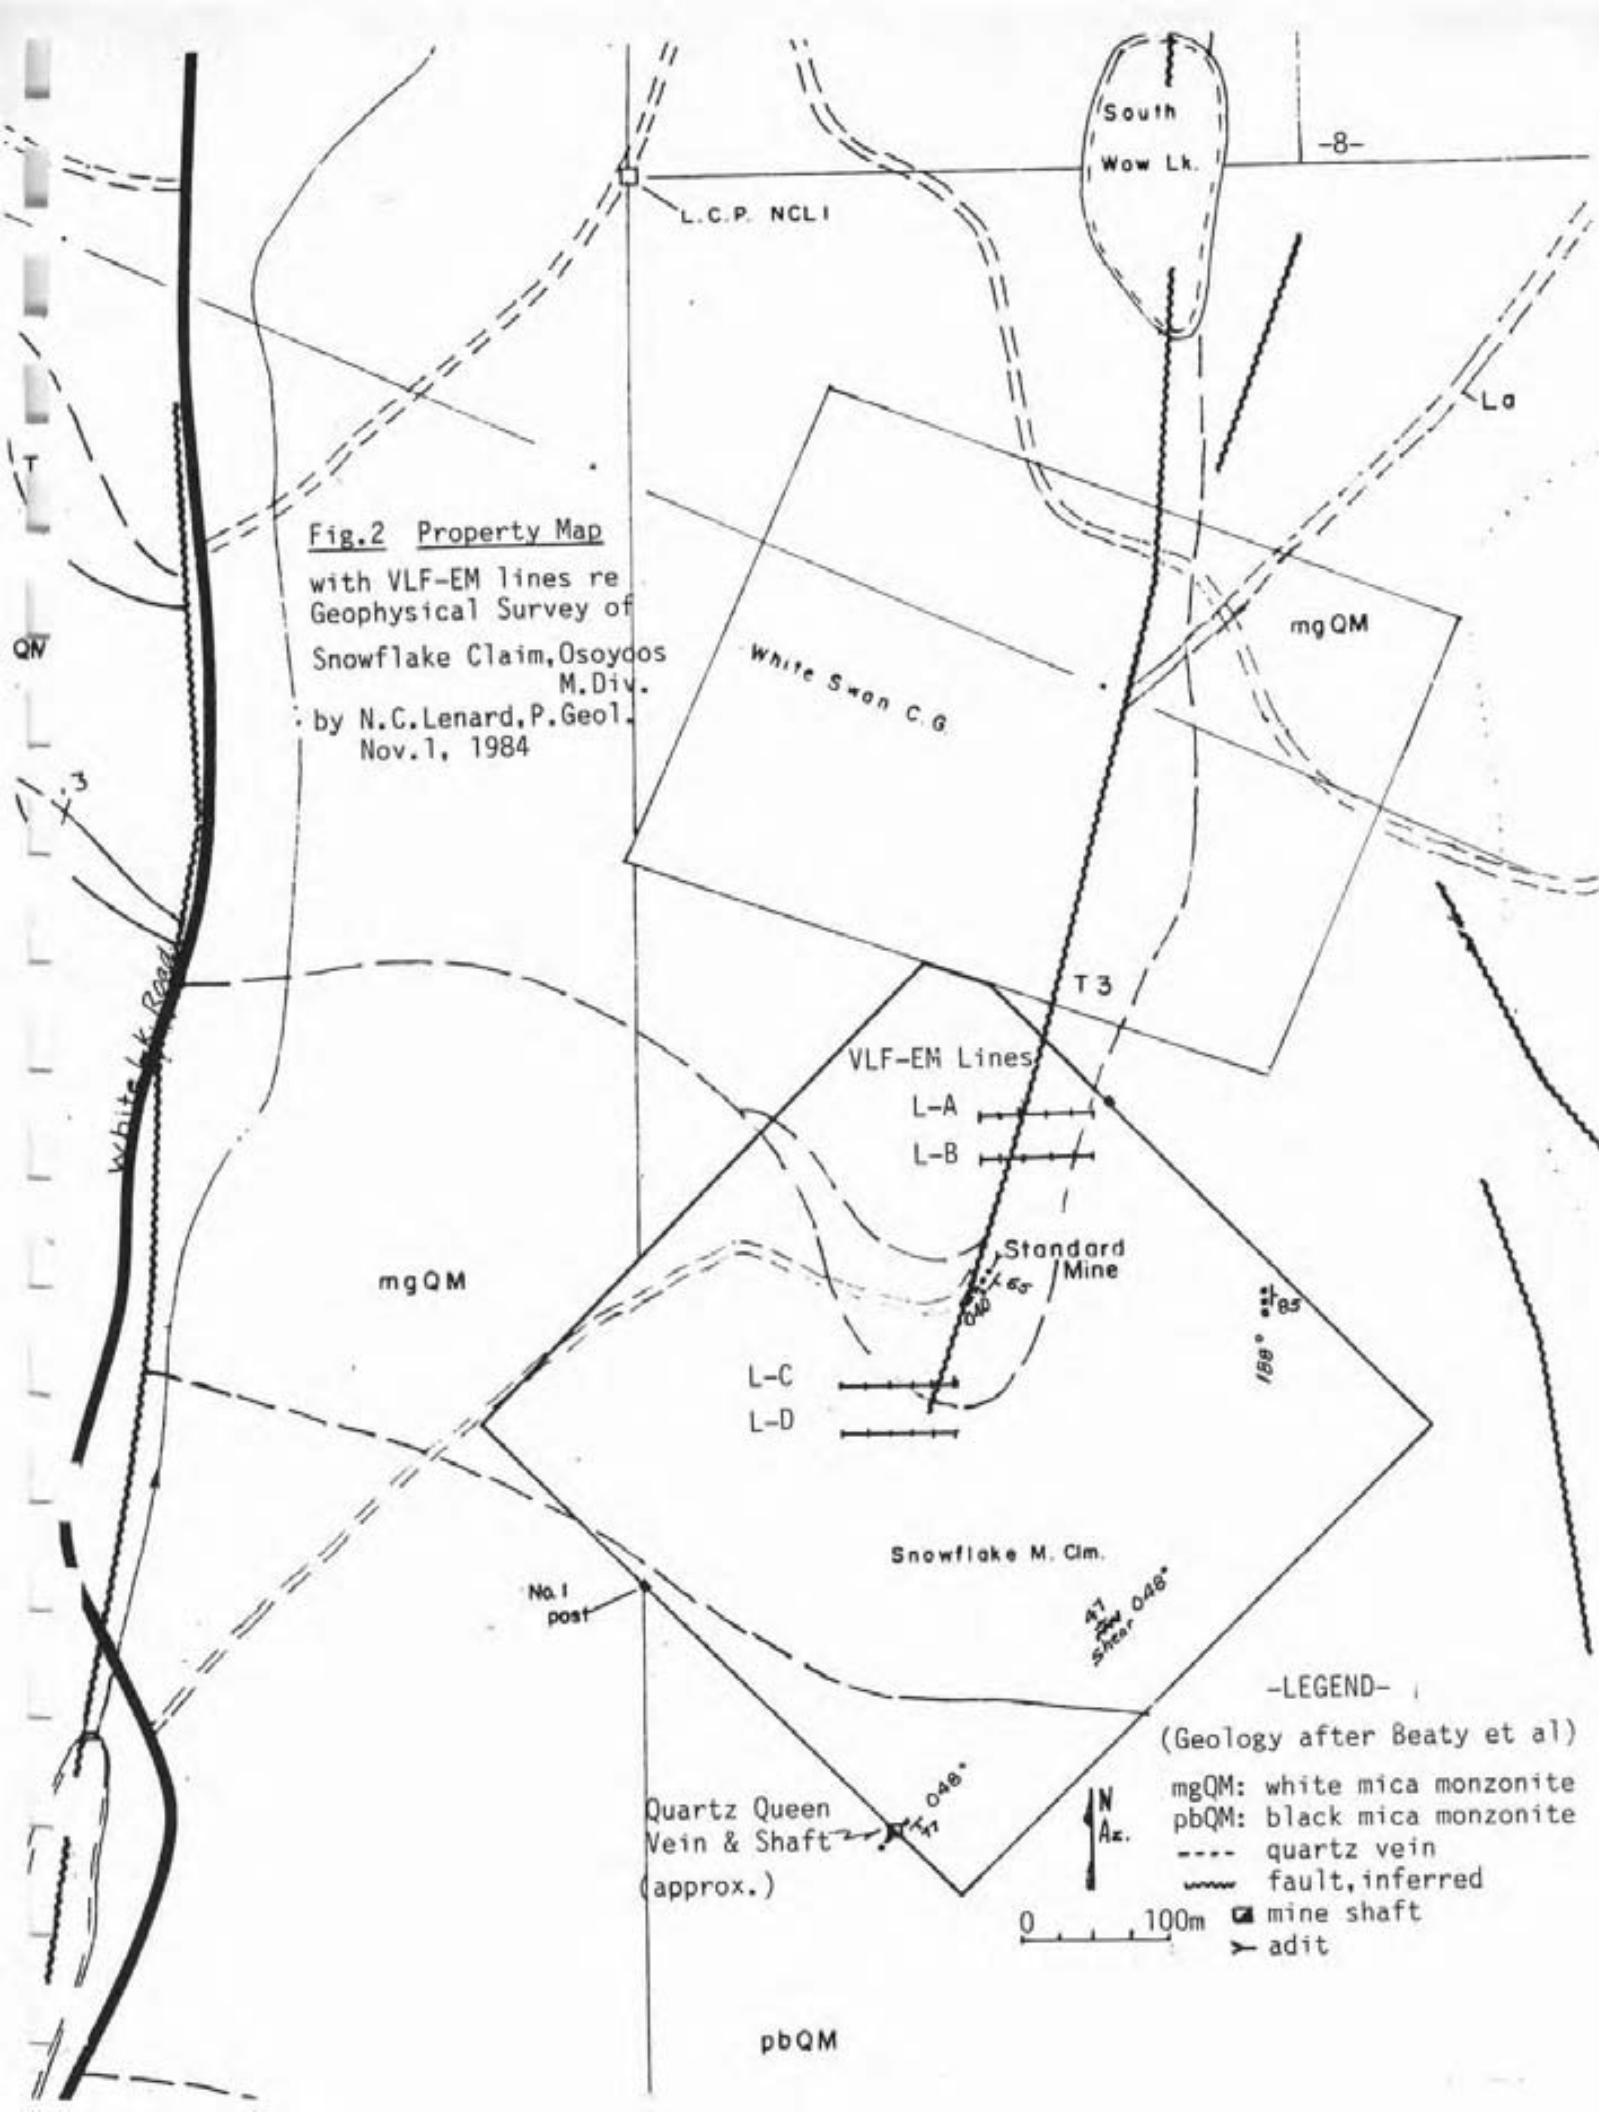 South
Wow Lk.
-8-
L.C.P. NCL1
La
T
Fig.2 Property Map
with VLF-EM lines re
Geophysical Survey of
Snowflake Claim,Osoyoos
M.Div.
by N.C.Lenard,P.Geol.
Nov.1, 1984
mgQM
QM
White Swan C.G.
3
White Lk. Road
T3
VLF-EM Lines
L-A
L-B
Standard
Mine
65
040
mgQM
85
188°
L-C
L-D
Snowflake M. Clm.
No.1
post
47
048°
shear
-LEGEND-
(Geology after Beaty et al)
mgQM: white mica monzonite
pbQM: black mica monzonite
quartz vein
fault,inferred
mine shaft
adit
N
Az.
0 100m
048°
47
Quartz Queen
Vein & Shaft
(approx.)
pbQM